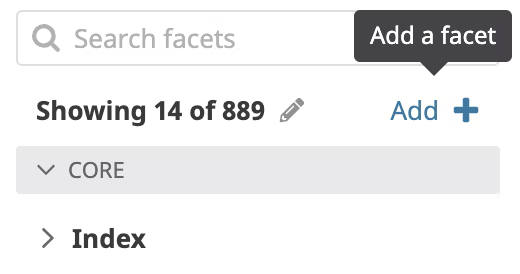 Search facets
Add a facet
Showing 14 of 889
Add
CORE
Index